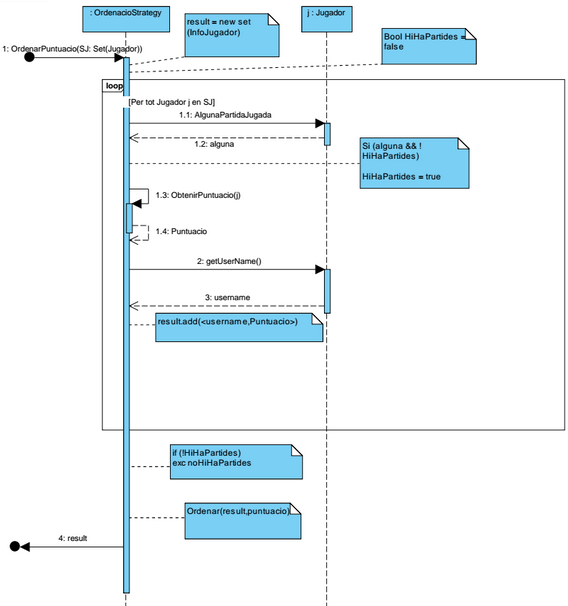 : OrdenacioStrategy
j : Jugador
result = new set
(InfoJugador)
Bool HiHaPartides =
false
1: OrdenarPuntuacio(SJ: Set(Jugador))
loop
[Per tot Jugador j en SJ]
1.1: AlgunaPartidaJugada
1.2: alguna
Si (alguna && !
HiHaPartides)
HiHaPartides = true
1.3: ObtenirPuntuacio(j)
1.4: Puntuacio
2: getUserName()
3: username
result.add(<username,Puntuacio>)
if (!HiHaPartides)
exc noHiHaPartides
Ordenar(result,puntuacio)
4: result